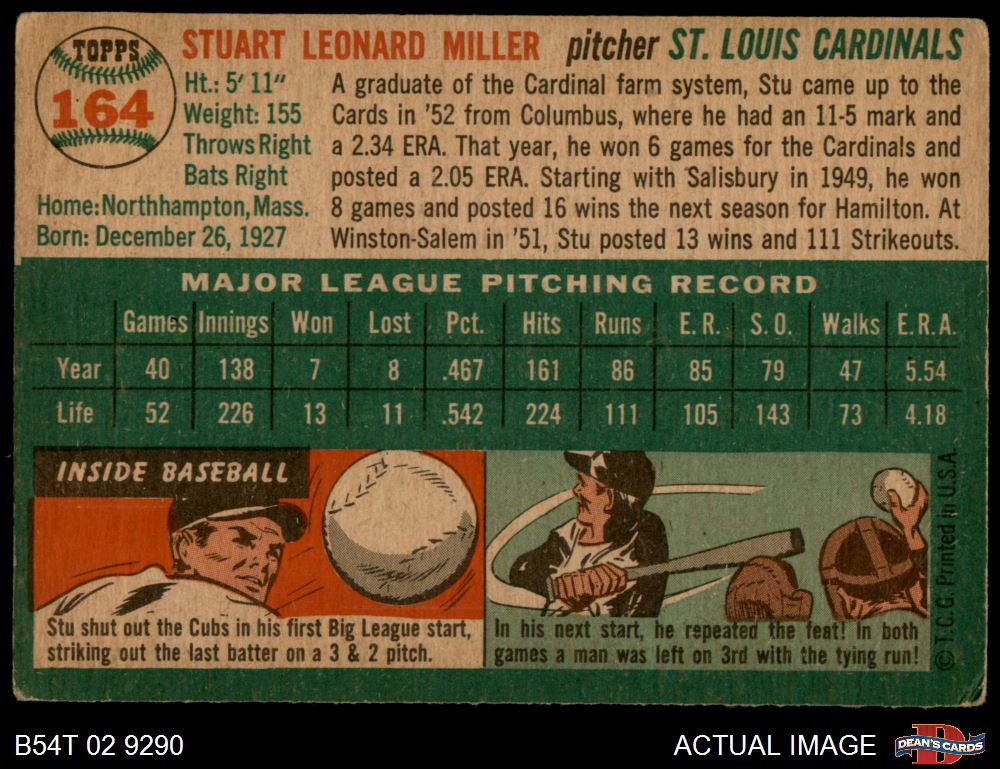 TOPPS
164
STUART LEONARD MILLER pitcher ST. LOUIS CARDINALS
Ht.: 5' 11"
Weight: 155
Throws Right
Bats Right
Home: Northhampton, Mass.
Born: December 26, 1927
A graduate of the Cardinal farm system, Stu came up to the
Cards in '52 from Columbus, where he had an 11-5 mark and
a 2.34 ERA. That year, he won 6 games for the Cardinals and
posted a 2.05 ERA. Starting with Salisbury in 1949, he won
8 games and posted 16 wins the next season for Hamilton. At
Winston-Salem in '51, Stu posted 13 wins and 111 Strikeouts.
MAJOR LEAGUE PITCHING RECORD
Games Innings Won Lost Pct. Hits Runs E. R. S. O. Walks E. R. A.
Year 40 138 7 8 .467 161 86 85 79 47 5.54
Life 52 226 13 11 .542 224 111 105 143 73 4.18
INSIDE BASEBALL
Stu shut out the Cubs in his first Big League start,
striking out the last batter on a 3 & 2 pitch.
In his next start, he repeated the feat! In both
games a man was left on 3rd with the tying run!
© T. C. G. Printed in U.S.A.
B54T 02 9290
ACTUAL IMAGE
D
DEAN'S CARDS